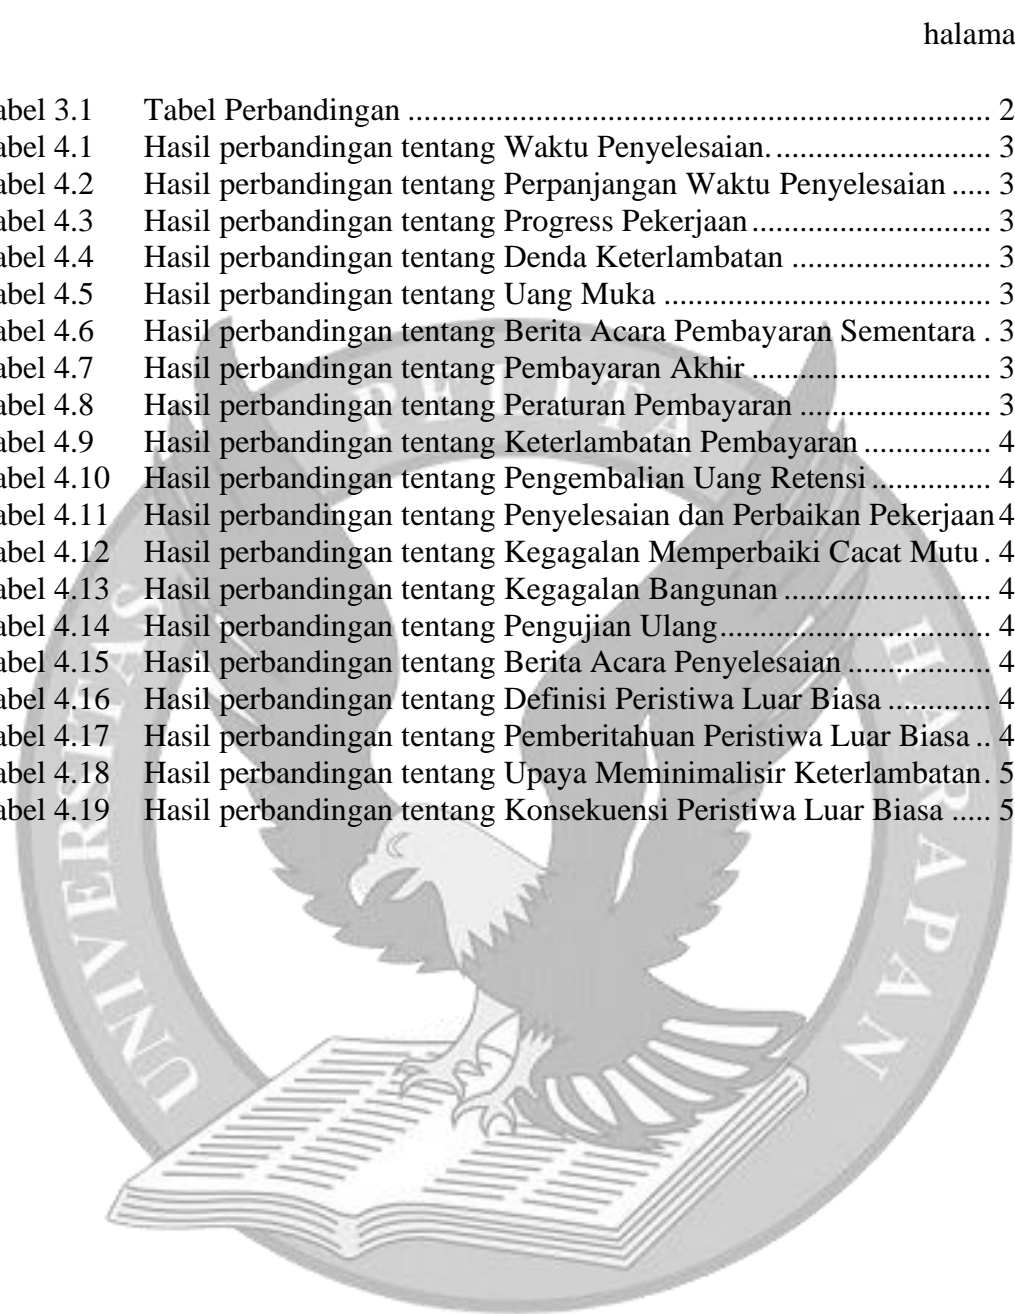 halama
abel 3.1 Tabel Perbandingan ........................................................................ 2
abel 4.1 Hasil perbandingan tentang Waktu Penyelesaian. .......................... 3
abel 4.2 Hasil perbandingan tentang Perpanjangan Waktu Penyelesaian ..... 3
abel 4.3 Hasil perbandingan tentang Progress Pekerjaan ............................. 3
abel 4.4 Hasil perbandingan tentang Denda Keterlambatan ........................ 3
abel 4.5 Hasil perbandingan tentang Uang Muka ........................................ 3
abel 4.6 Hasil perbandingan tentang Berita Acara Pembayaran Sementara . 3
abel 4.7 Hasil perbandingan tentang Pembayaran Akhir ............................. 3
abel 4.8 Hasil perbandingan tentang Peraturan Pembayaran ....................... 3
abel 4.9 Hasil perbandingan tentang Keterlambatan Pembayaran ............... 4
abel 4.10 Hasil perbandingan tentang Pengembalian Uang Retensi .............. 4
abel 4.11 Hasil perbandingan tentang Penyelesaian dan Perbaikan Pekerjaan 4
abel 4.12 Hasil perbandingan tentang Kegagalan Memperbaiki Cacat Mutu . 4
abel 4.13 Hasil perbandingan tentang Kegagalan Bangunan ......................... 4
abel 4.14 Hasil perbandingan tentang Pengujian Ulang................................. 4
abel 4.15 Hasil perbandingan tentang Berita Acara Penyelesaian ................. 4
abel 4.16 Hasil perbandingan tentang Definisi Peristiwa Luar Biasa ............ 4
abel 4.17 Hasil perbandingan tentang Pemberitahuan Peristiwa Luar Biasa .. 4
abel 4.18 Hasil perbandingan tentang Upaya Meminimalisir Keterlambatan. 5
abel 4.19 Hasil perbandingan tentang Konsekuensi Peristiwa Luar Biasa ..... 5
UNIVERSITAS PELITA HARAPAN